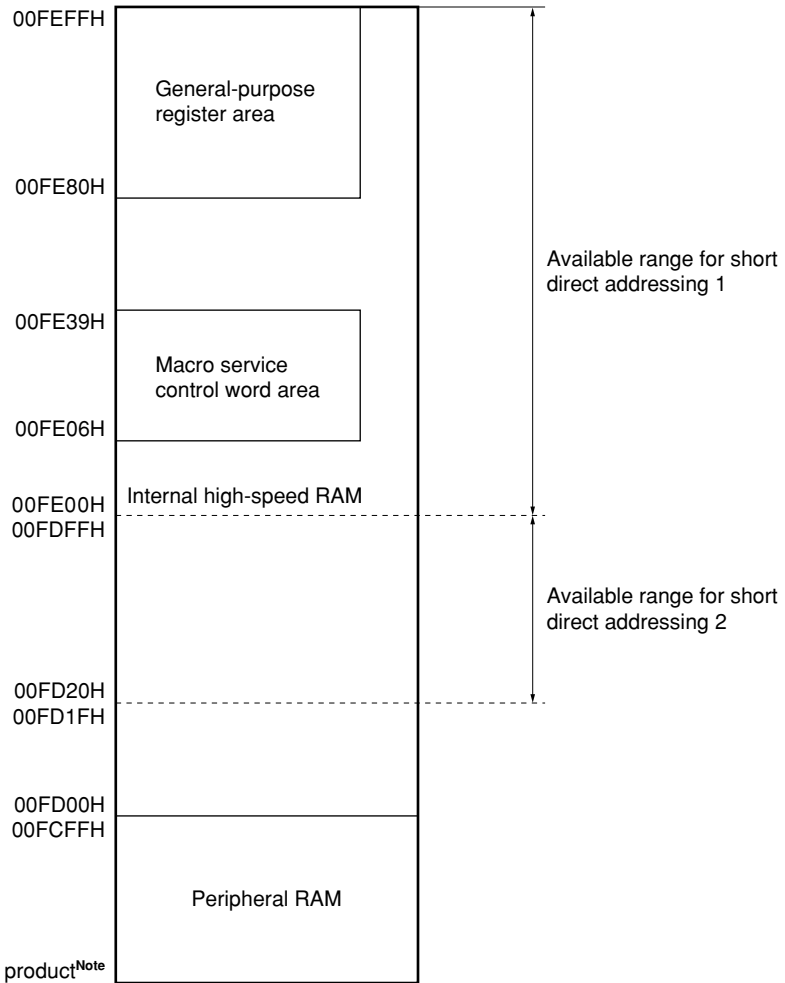 00FEFFH
General-purpose
register area
00FE80H
Available range for short
direct addressing 1
00FE39H
Macro service
control word area
00FE06H
Internal high-speed RAM
00FE00H
00FDFFH
Available range for short
direct addressing 2
00FD20H
00FD1FH
00FD00H
00FCFFH
Peripheral RAM
productNote